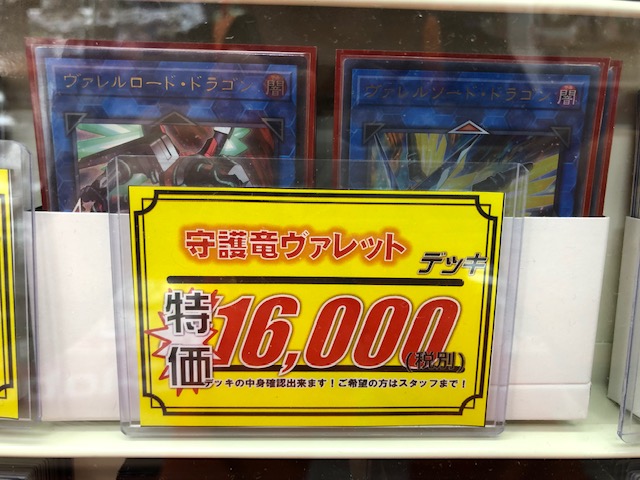 ヴァレルロード・ドラゴン 闇
ヴァレルソード・ドラゴン 闇
守護竜ヴァレット
デッキ
特価
16,000
(税別)
デッキの中身確認出来ます！ご希望の方はスタッフまで！